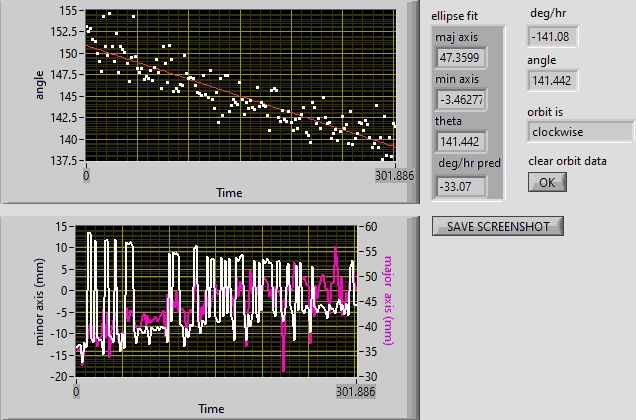 155
152.5
150
147.5
145
142.5
140
137.5
angle
0
301.886
Time
ellipse fit
maj axis
47.3599
min axis
-3.46277
theta
141.442
deg/hr pred
-33.07
deg/hr
-141.08
angle
141.442
orbit is
clockwise
clear orbit data
OK
SAVE SCREENSHOT
15
10
5
0
-5
-10
-15
-20
minor axis (mm)
60
55
50
45
40
35
30
major axis (mm)
0
301.886
Time